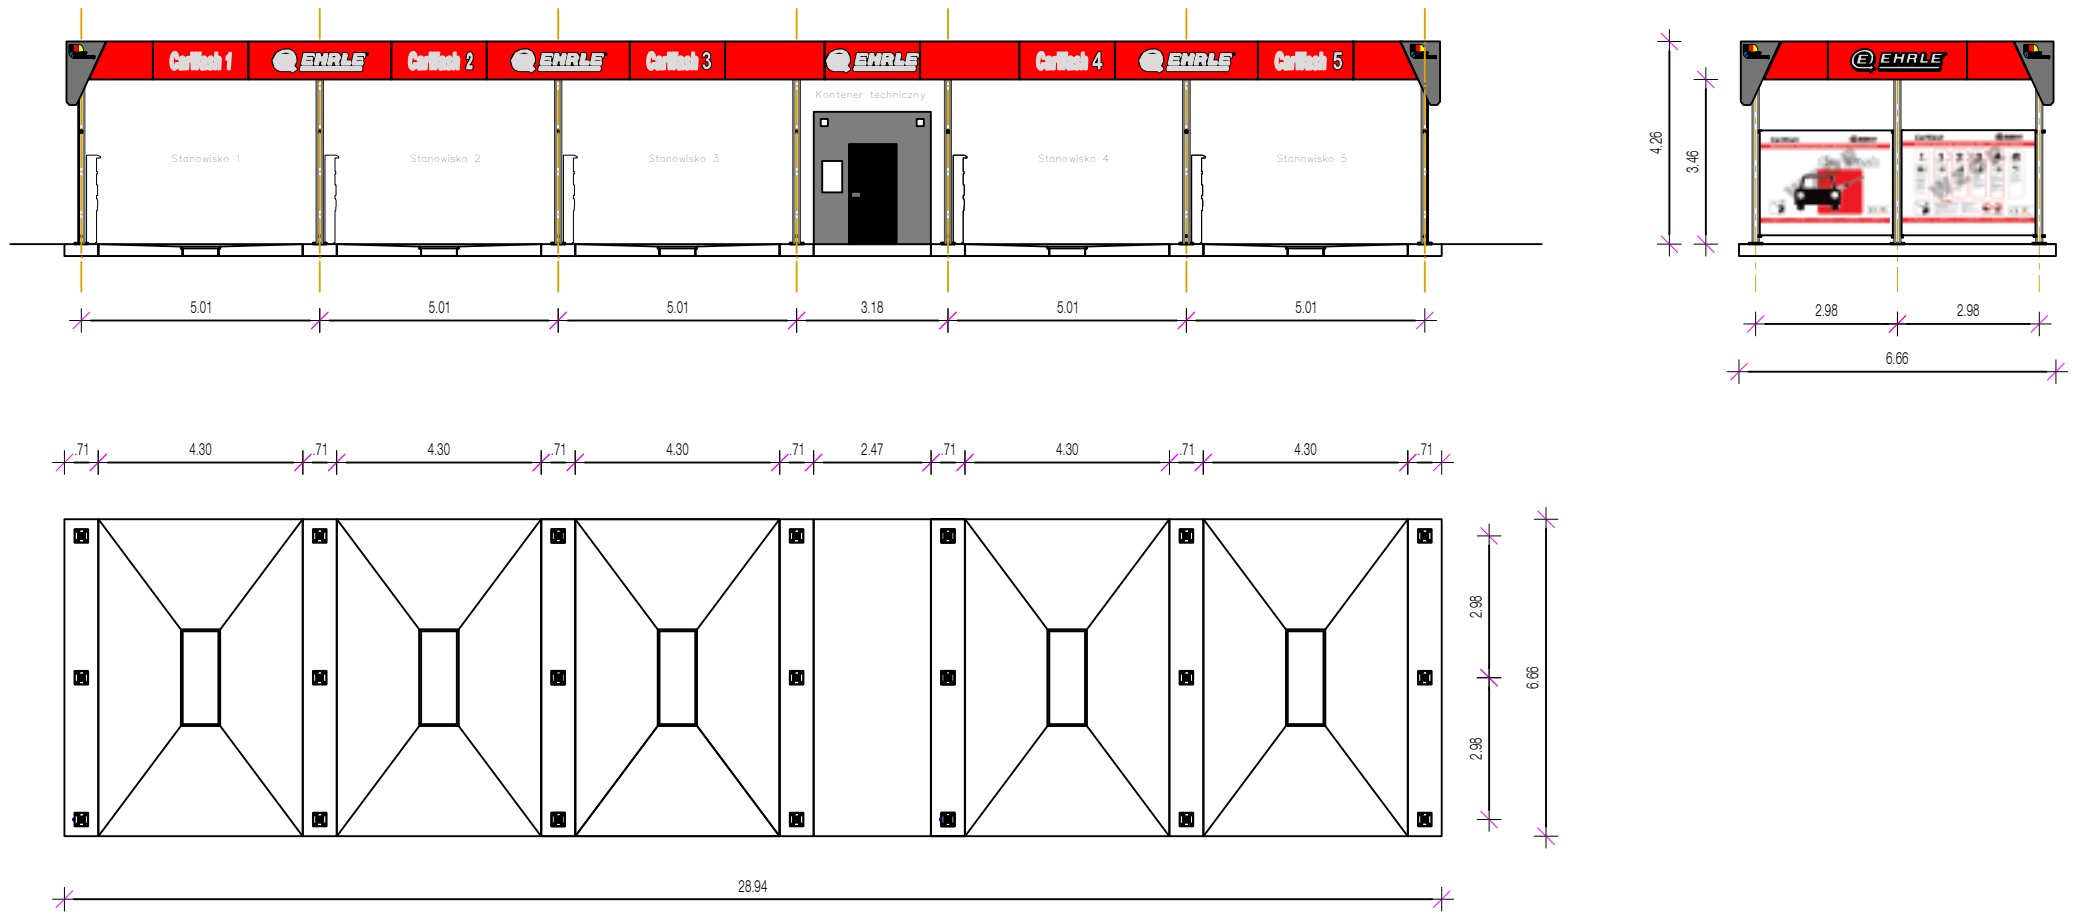 CarWash 1 EHRLE CarWash 2 EHRLE CarWash 3 EHRLE CarWash 4 EHRLE CarWash 5
EHRLE
Kontener techniczny
Stanowisko 1 Stanowisko 2 Stanowisko 3 Stanowisko 4 Stanowisko 5
4.26
3.46
5.01 5.01 5.01 3.18 5.01 5.01
2.98 2.98
6.66
.71 4.30 .71 4.30 .71 4.30 .71 2.47 .71 4.30 .71 4.30 .71
2.98
2.98
6.66
28.94